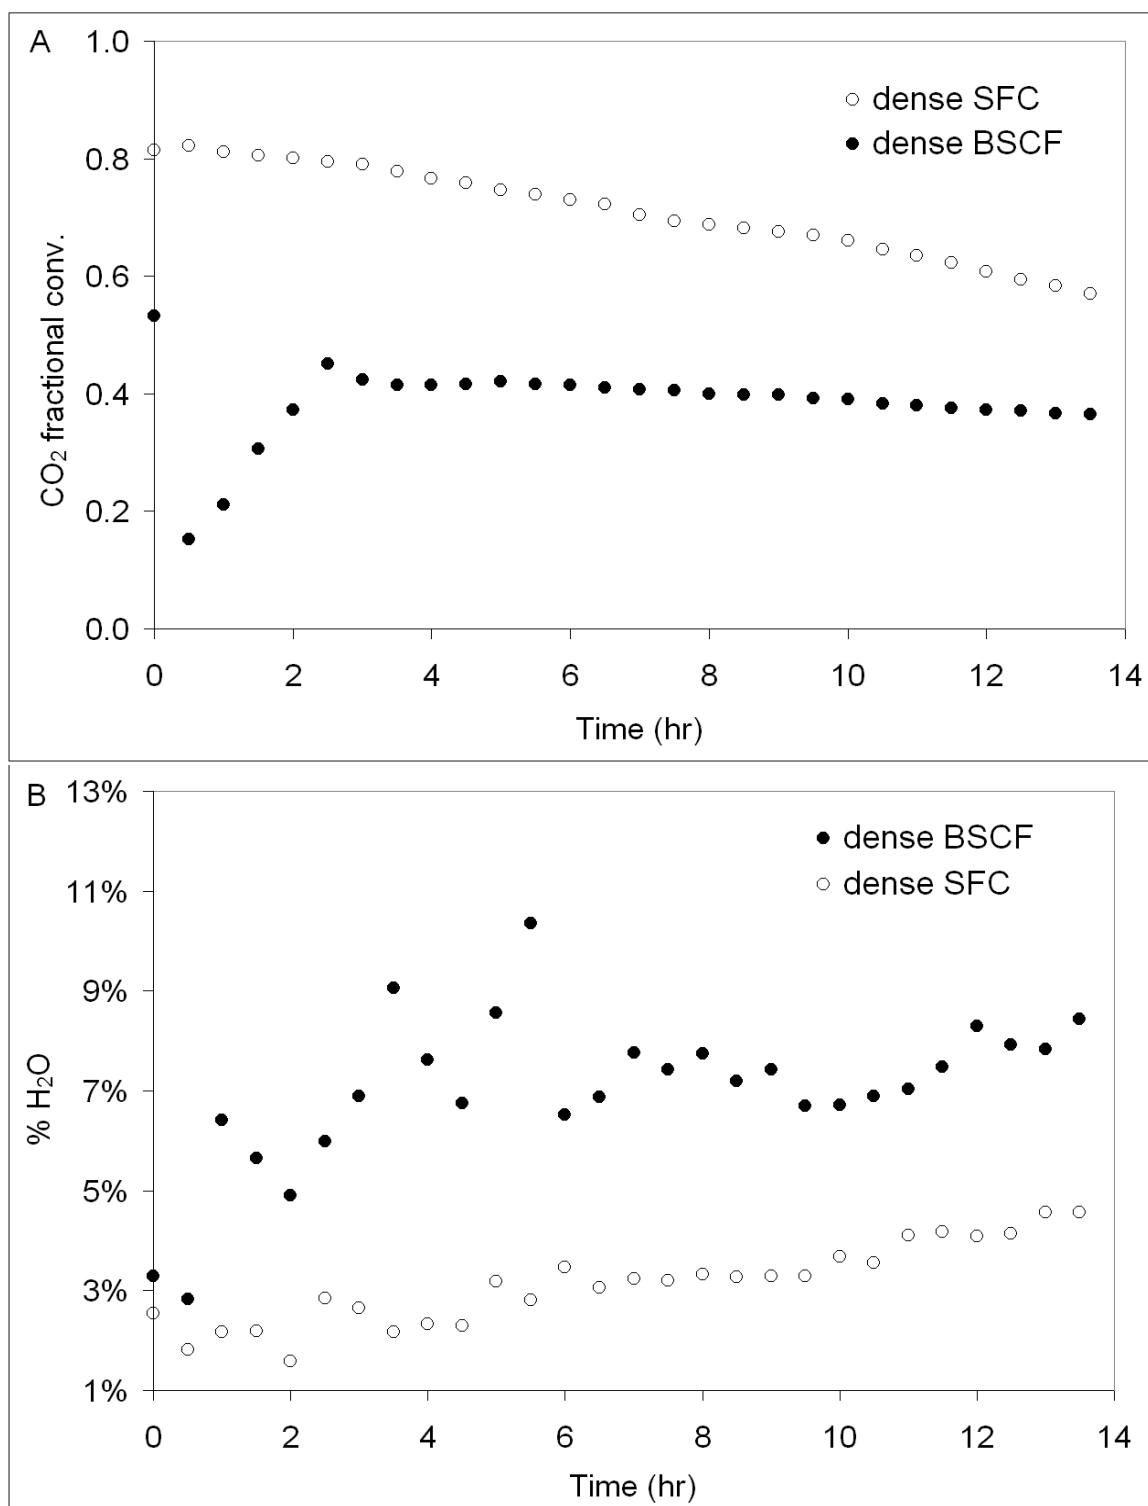 A
1.0
0.8
0.6
0.4
0.2
0.0
CO₂ fractional conv.
dense SFC
dense BSCF
0 2 4 6 8 10 12 14
Time (hr)
B
13%
11%
9%
7%
5%
3%
1%
% H₂O
dense BSCF
dense SFC
0 2 4 6 8 10 12 14
Time (hr)